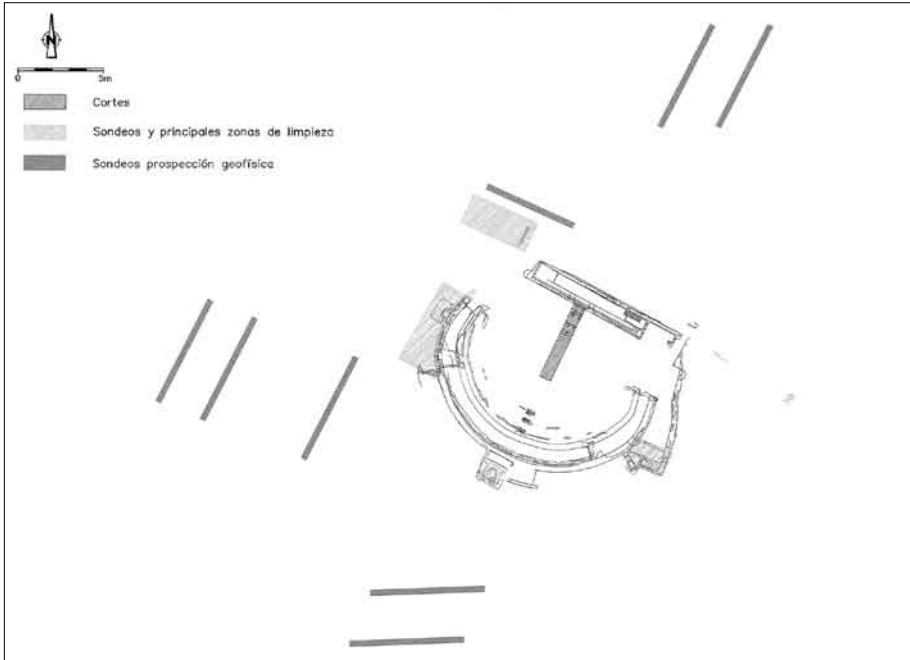 N
0 5m
Cortes
Sondeos y principales zonas de limpieza
Sondeos prospección geofísica